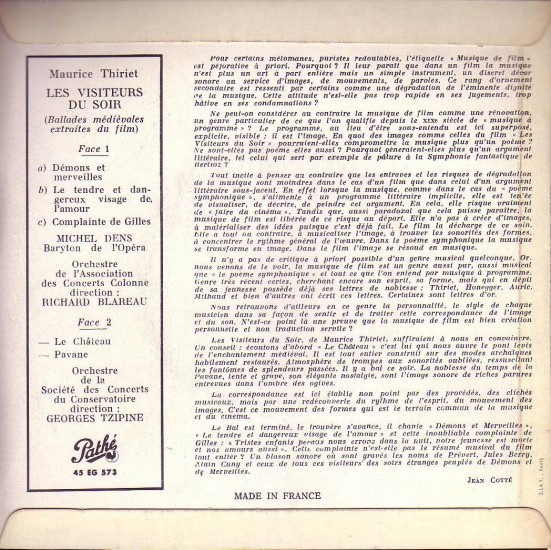 Maurice Thiriet
LES VISITEURS
DU SOIR
(Ballades médiévales
extraites du film)
Face 1
a) Démons et
merveilles
b) Le tendre et dan-
gereux visage de
l'amour
c) Complainte de Gilles
MICHEL DENS
Baryton de l'Opéra
Orchestre
de l'Association
des Concerts Colonne
direction :
RICHARD BLAREAU
Face 2
— Le Château
— Pavane
Orchestre
de la
Société des Concerts
du Conservatoire
direction :
GEORGES TZIPINE
Pathé
45 EG 573
Pour certains mélomanes, puristes redoutables, l'étiquette « Musique de film »
est péjorative à priori. Pourquoi ? Il leur paraît que dans un film la musique
n'est plus un art à part entière mais un simple instrument, un discret décor
sonore au service d'images, de mouvements, de paroles. Ce rang d'ornement
secondaire est ressenti par certains comme une dégradation de l'éminente dignité
de la musique. Cette attitude n'est-elle pas trop rapide en ses jugements, trop
hâtive en ses condamnations ?
Ne peut-on considérer au contraire la musique de film comme une rénovation,
un genre particulier de ce que l'on qualifie depuis le XIXe siècle de « musique à
programme » ? Le programme, au lieu d'être sous-entendu est ici superposé,
explicite, visible : il est l'image. En quoi des images comme celles du film « Les
Visiteurs du Soir » pourraient-elles compromettre la musique plus qu'un poème ?
Ne sont-elles pas poème elles aussi ? Pourquoi gêneraient-elles plus qu'un argument
littéraire, tel celui qui sert par exemple de pâture à la Symphonie fantastique de
Berlioz ?
Tout incite à penser au contraire que les entraves et les risques de dégradation
de la musique sont moindres dans le cas d'un film que dans celui d'un argument
littéraire sous-jacent. En effet lorsque la musique, comme dans le cas du « poème
symphonique », s'alimente à un programme littéraire implicite, elle est tentée
de visualiser, de décrire, de peindre cet argument. En cela, elle risque vraiment
de « faire du cinéma ». Tandis que, aussi paradoxal que cela puisse paraître, la
musique de film est libérée de ce risque au départ. Elle n'a pas à créer d'images,
à matérialiser des idées puisque c'est déjà fait. Le film la décharge de ce soin.
Elle a tout au contraire, à musicaliser l'image, à trouver les sonorités des formes,
à concentrer le rythme général de l'œuvre. Dans le poème symphonique la musique
se transforme en image. Dans le film l'image se résoud en musique.
Il n'y a pas de critique à priori possible d'un genre musical quelconque. Or,
nous venons de le voir, la musique de film est un genre aussi, aussi musical
que « le poème symphonique » et tout ce que l'on entend par musique à programme.
Genre très récent certes, cherchant encore son esprit, sa forme, mais qui en dépit
de sa jeunesse possède déjà ses lettres de noblesse : Thiriet, Honegger, Auric,
Milhaud et bien d'autres ont écrit ces lettres. Certaines sont lettres d'or.
Nous retrouvons d'ailleurs en ce genre la personnalité, le style de chaque
musicien dans sa façon de sentir et de traiter cette correspondance de l'image
et du son. N'est-ce point là une preuve que la musique de film est bien création
personnelle et non traduction servile ?
Les Visiteurs du Soir, de Maurice Thiriet, suffiraient à nous en convaincre.
Un conseil : écoutons d'abord « Le Château » c'est lui qui nous ouvre le pont levis
de l'enchantement médiéval. Il est tout entier construit sur des modes archaïques
habilement restaurés. Atmosphère de trompes aux sonorités oubliées, ressuscitant
les fantômes de splendeurs passées. Il y a bal ce soir. La noblesse du temps de la
Pavane, lente et grave, son élégante nostalgie, sont l'image sonore de riches parures
entrevues dans l'ombre des ogives.
La correspondance est ici établie non point par des procédés, des clichés
musicaux, mais par une redécouverte du rythme de l'esprit, du mouvement des
images. C'est ce mouvement des formes qui est le terrain commun de la musique
et du cinéma.
Le Bal est terminé, le trouvère s'avance, il chante « Démons et Merveilles »,
« Le tendre et dangereux visage de l'amour » et cette inoubliable complainte de
Gilles : « Tristes enfants perdus nous errons dans la nuit, notre jeunesse est morte
et nos amours aussi ». Cette complainte n'est-elle pas le résumé musical du film
tout entier ? Un blason sonore où sont gravés les noms de Prévert, Jules Berry,
Alain Cuny et ceux de tous ces visiteurs des soirs étranges peuplés de Démons et
de Merveilles.
JEAN COTTÉ
MADE IN FRANCE